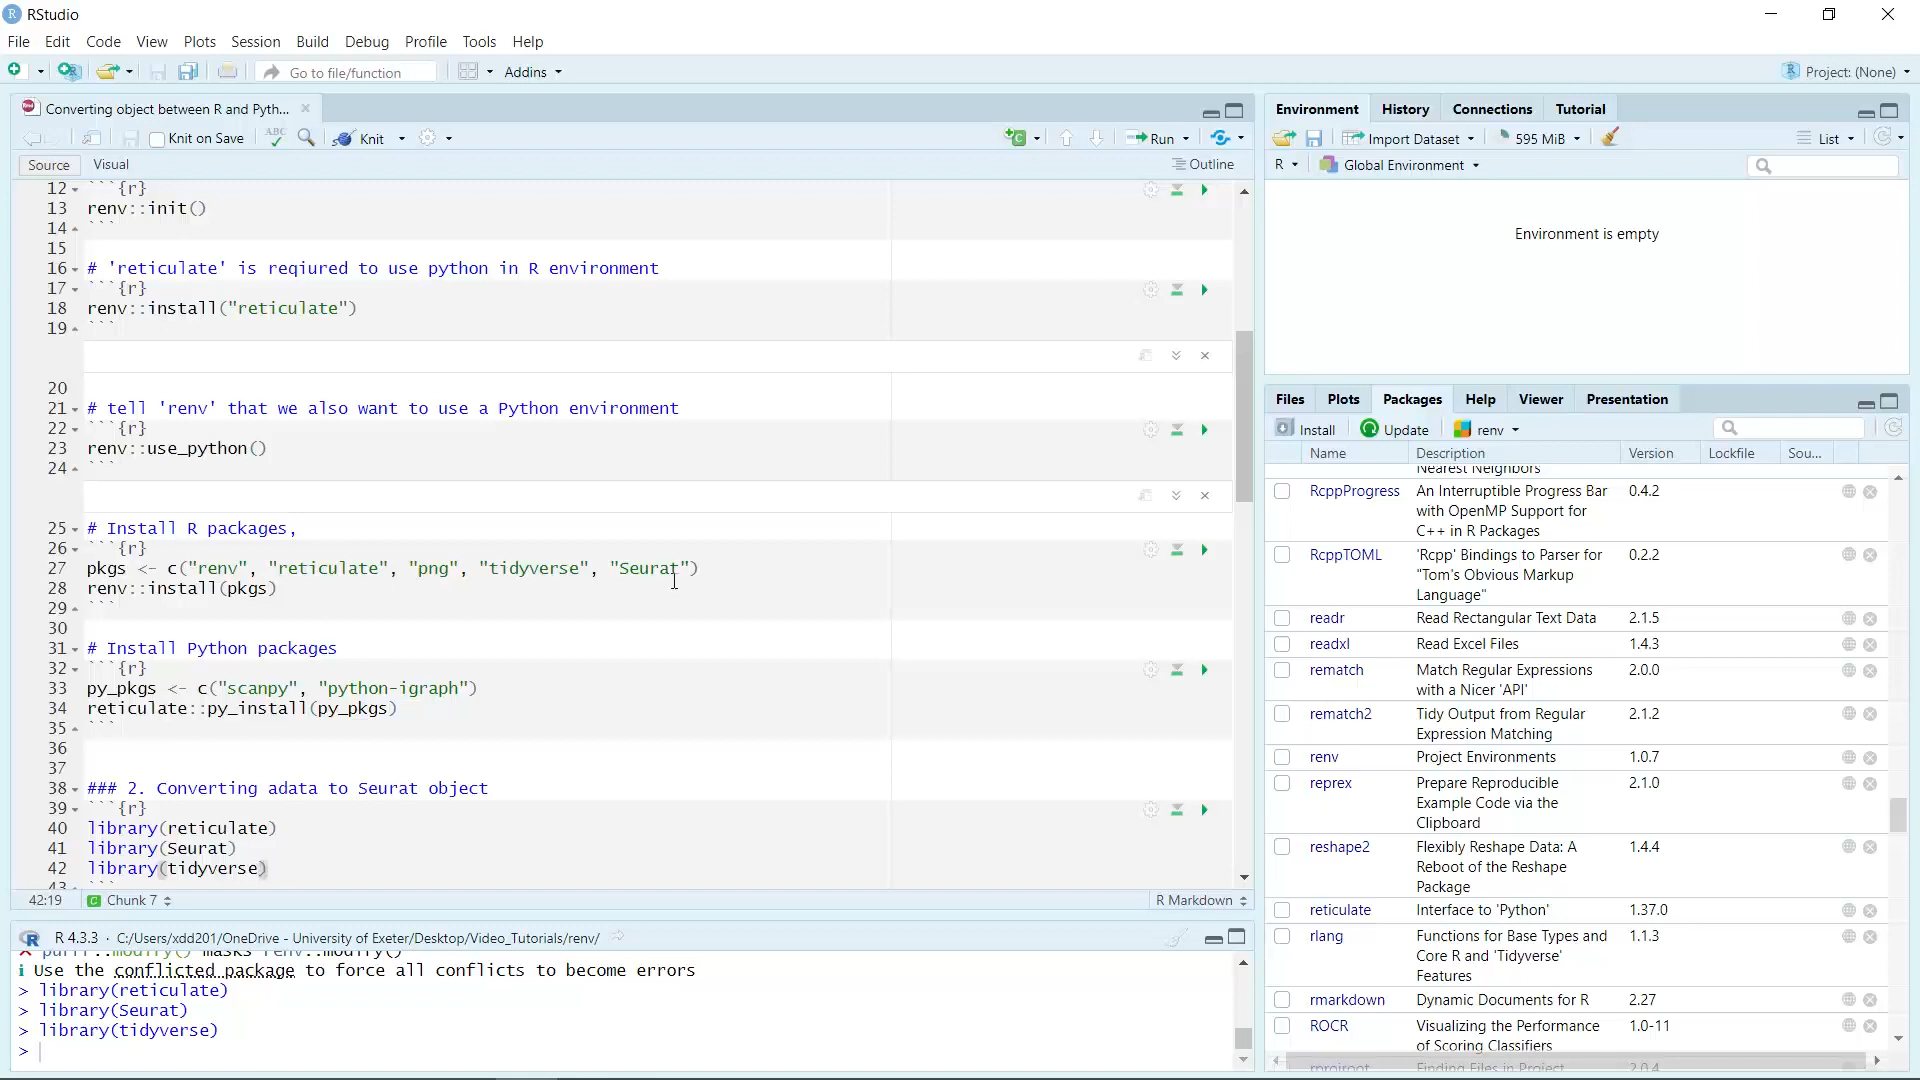 RStudio
File Edit Code View Plots Session Build Debug Profile Tools Help
Go to file/function Addins Project: (None)
Converting object between R and Pyth...
Knit on Save ABC Knit Run
Source Visual Outline
12 ```{r}
13 renv::init()
14 ```
15
16 # 'reticulate' is reqiured to use python in R environment
17 ```{r}
18 renv::install("reticulate")
19 ```
20
21 # tell 'renv' that we also want to use a Python environment
22 ```{r}
23 renv::use_python()
24 ```
25 # Install R packages,
26 ```{r}
27 pkgs <- c("renv", "reticulate", "png", "tidyverse", "Seurat")
28 renv::install(pkgs)
29 ```
30
31 # Install Python packages
32 ```{r}
33 py_pkgs <- c("scanpy", "python-igraph")
34 reticulate::py_install(py_pkgs)
35 ```
36
37
38 ### 2. Converting adata to Seurat object
39 ```{r}
40 library(reticulate)
41 library(Seurat)
42 library(tidyverse)
43 ```
42:19 Chunk 7 R Markdown
R 4.3.3 · C:/Users/xdd201/OneDrive - University of Exeter/Desktop/Video_Tutorials/renv/
✖ purrr::modify() masks renv::modify()
ℹ Use the conflicted package to force all conflicts to become errors
> library(reticulate)
> library(Seurat)
> library(tidyverse)
>
Environment History Connections Tutorial
Import Dataset 595 MiB List
R Global Environment
Environment is empty
Files Plots Packages Help Viewer Presentation
Install Update renv
Name Description Version Lockfile Sou...
Nearest Neighbors
RcppProgress An Interruptible Progress Bar 0.4.2
with OpenMP Support for
C++ in R Packages
RcppTOML 'Rcpp' Bindings to Parser for 0.2.2
"Tom's Obvious Markup
Language"
readr Read Rectangular Text Data 2.1.5
readxl Read Excel Files 1.4.3
rematch Match Regular Expressions 2.0.0
with a Nicer 'API'
rematch2 Tidy Output from Regular 2.1.2
Expression Matching
renv Project Environments 1.0.7
reprex Prepare Reproducible 2.1.0
Example Code via the
Clipboard
reshape2 Flexibly Reshape Data: A 1.4.4
Reboot of the Reshape
Package
reticulate Interface to 'Python' 1.37.0
rlang Functions for Base Types and 1.1.3
Core R and 'Tidyverse'
Features
rmarkdown Dynamic Documents for R 2.27
ROCR Visualizing the Performance 1.0-11
of Scoring Classifiers
rprojroot Finding Files in Project 2.0.4